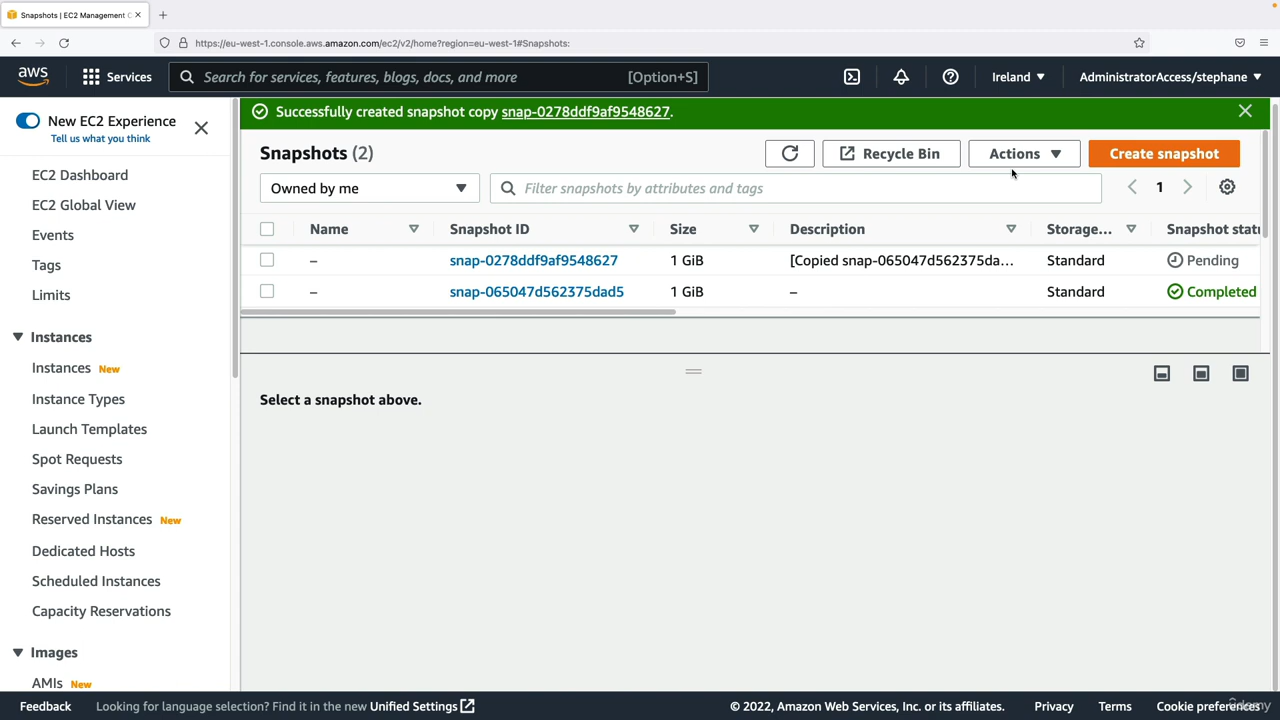 Snapshots | EC2 Management C
https://eu-west-1.console.aws.amazon.com/ec2/v2/home?region=eu-west-1#Snapshots:
aws
Services
Search for services, features, blogs, docs, and more
[Option+S]
Ireland
AdministratorAccess/stephane
New EC2 Experience
Tell us what you think
EC2 Dashboard
EC2 Global View
Events
Tags
Limits
Instances
Instances New
Instance Types
Launch Templates
Spot Requests
Savings Plans
Reserved Instances New
Dedicated Hosts
Scheduled Instances
Capacity Reservations
Images
AMIs New
Successfully created snapshot copy snap-0278ddf9af9548627.
Snapshots (2)
Recycle Bin
Actions
Create snapshot
Owned by me
Filter snapshots by attributes and tags
1
Name Snapshot ID Size Description Storage... Snapshot stat
– snap-0278ddf9af9548627 1 GiB [Copied snap-065047d562375da... Standard Pending
– snap-065047d562375dad5 1 GiB – Standard Completed
Select a snapshot above.
Feedback
Looking for language selection? Find it in the new Unified Settings
© 2022, Amazon Web Services, Inc. or its affiliates.
Privacy
Terms
Cookie preferences
Udemy